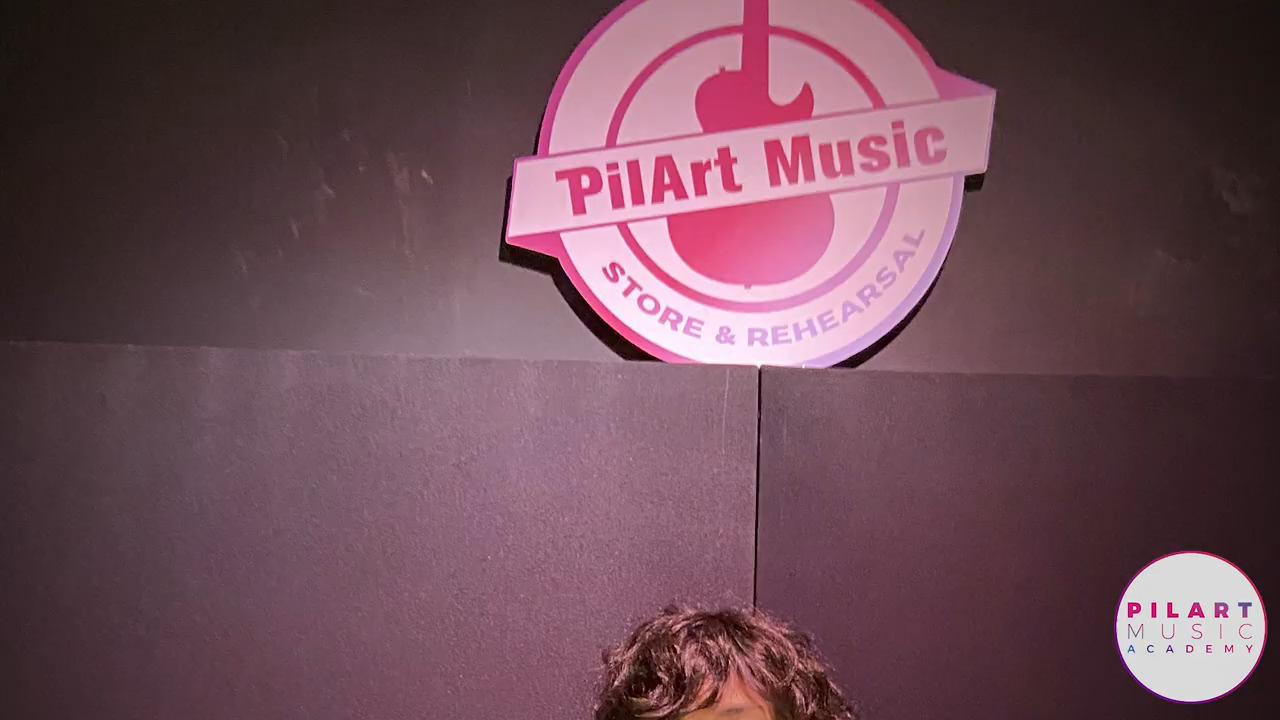 PilArt Music
STORE & REHEARSAL
PILART
MUSIC
ACADEMY